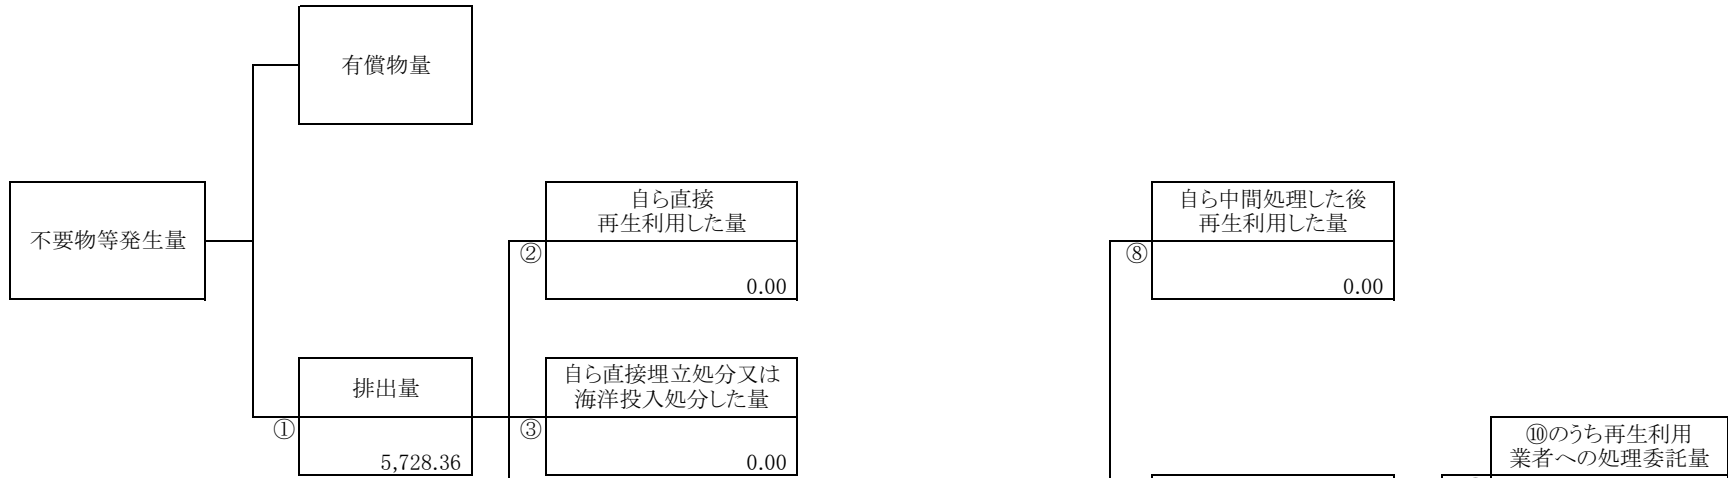 有償物量
不要物等発生量
自ら直接
再生利用した量
②
0.00
自ら中間処理した後
再生利用した量
⑧
0.00
排出量
①
5,728.36
自ら直接埋立処分又は
海洋投入処分した量
③
0.00
⑩のうち再生利用
業者への処理委託量